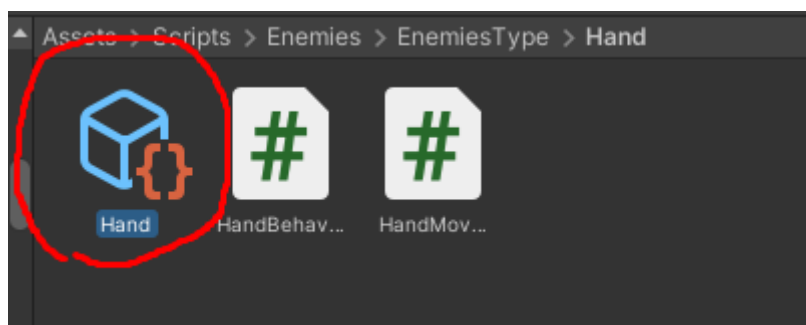 Assets > Scripts > Enemies > EnemiesType > Hand
{}
# #
Hand HandBehav... HandMov...